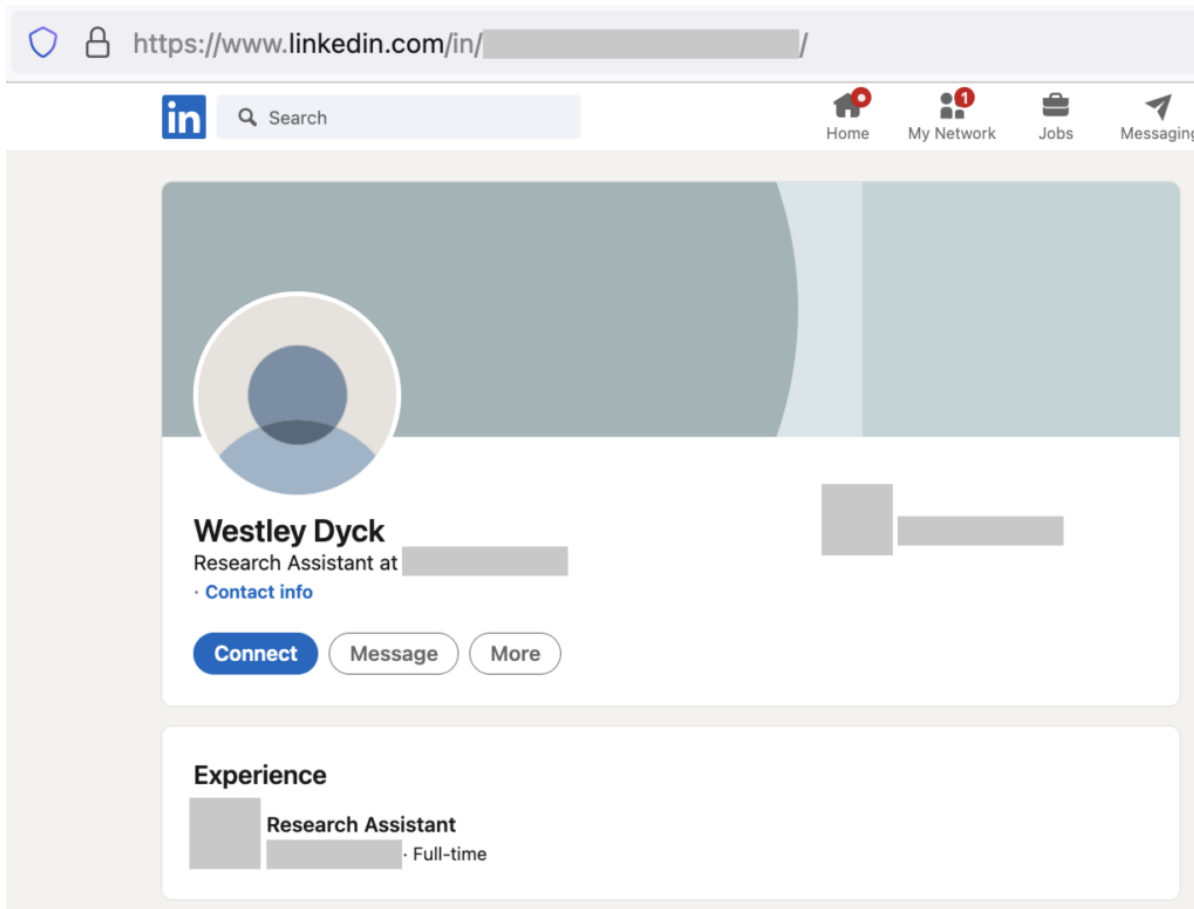 https://www.linkedin.com/in/ /
in Search
1
Home My Network Jobs Messaging
Westley Dyck
Research Assistant at
· Contact info
Connect Message More
Experience
Research Assistant
· Full-time